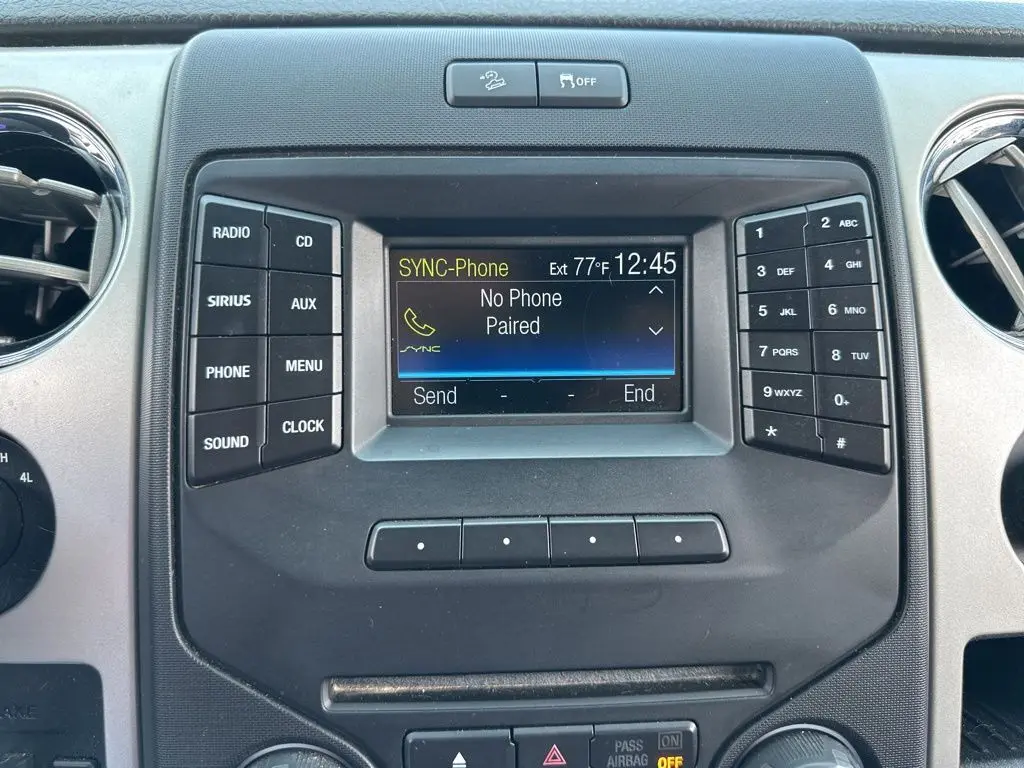 OFF
RADIO CD
SIRIUS AUX
PHONE MENU
SOUND CLOCK
SYNC-Phone Ext 77°F 12:45
No Phone
Paired
SYNC
Send - - End
1 2 ABC
3 DEF 4 GHI
5 JKL 6 MNO
7 PQRS 8 TUV
9 WXYZ 0+
* #
H
4L
PASS ON
AIRBAG OFF